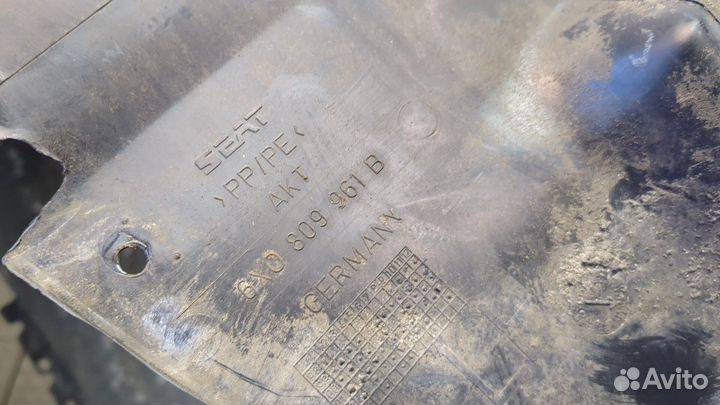 SEAT
>PP/PE<
AKT
6X0 809 961 B
GERMANY
Avito